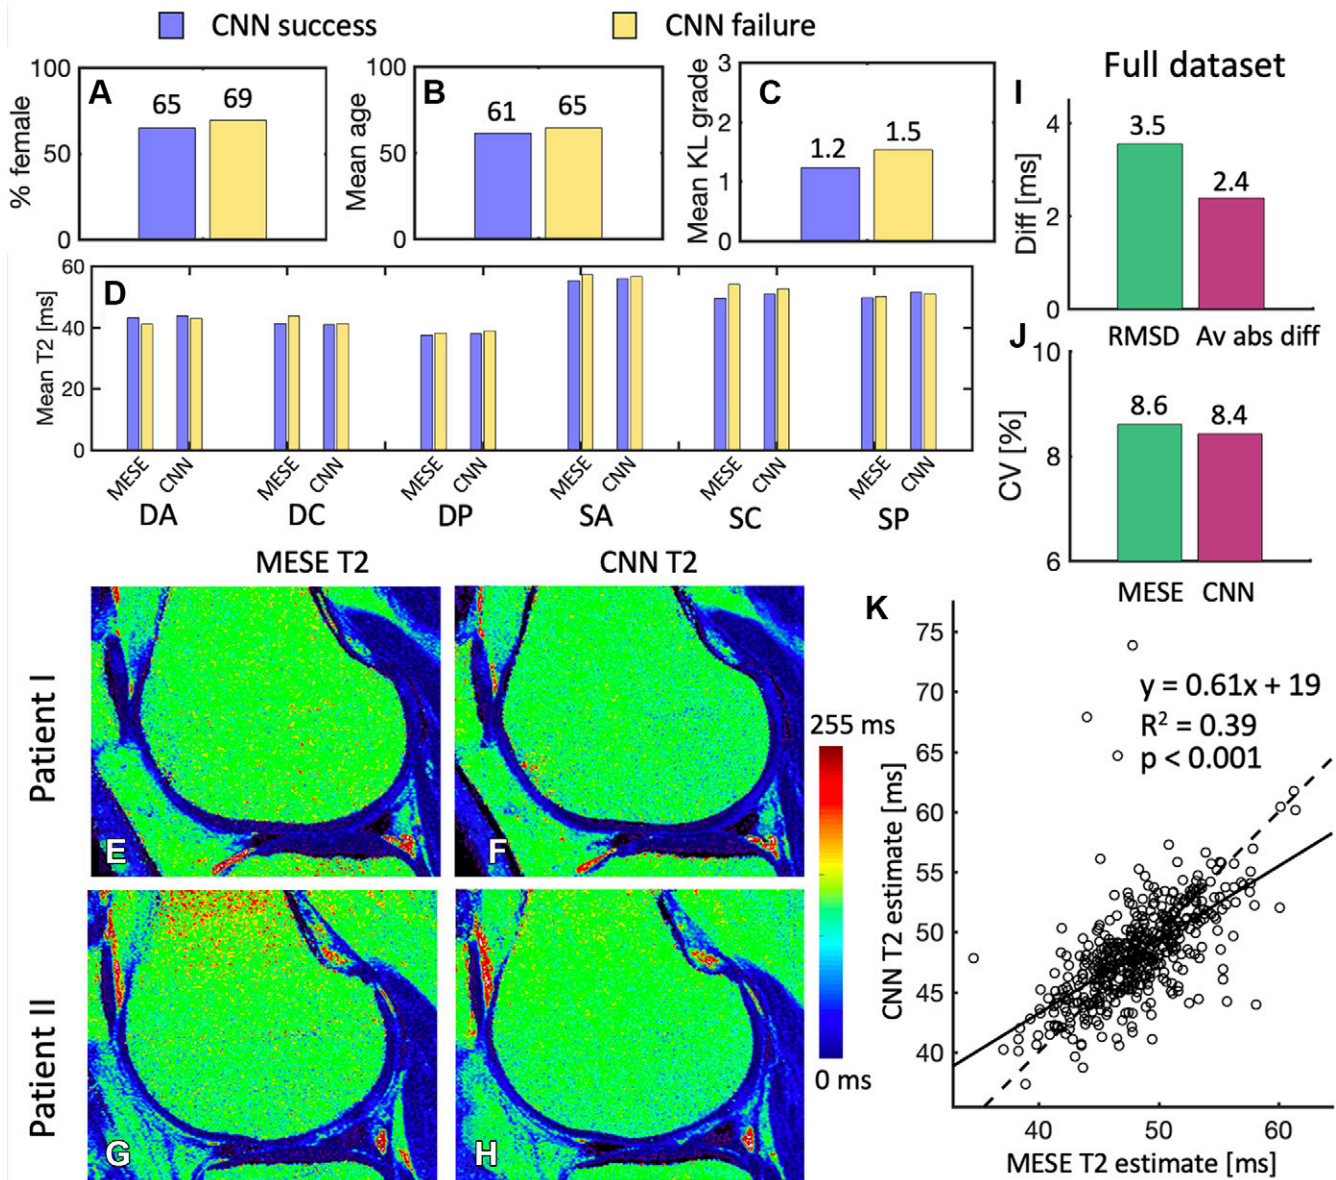 CNN success
CNN failure
A
% female
100
50
0
65
69
B
Mean age
100
50
0
61
65
C
Mean KL grade
3
2
1
0
1.2
1.5
Full dataset
I
Diff [ms]
4
2
0
3.5
2.4
RMSD Av abs diff
D
Mean T2 [ms]
60
40
20
0
MESE CNN MESE CNN MESE CNN MESE CNN MESE CNN MESE CNN
DA DC DP SA SC SP
J
CV [%]
10
8
6
8.6
8.4
MESE CNN
MESE T2
CNN T2
Patient I
E
F
Patient II
G
H
255 ms
0 ms
K
CNN T2 estimate [ms]
75
70
65
60
55
50
45
40
y = 0.61x + 19
R² = 0.39
p < 0.001
40 50 60
MESE T2 estimate [ms]